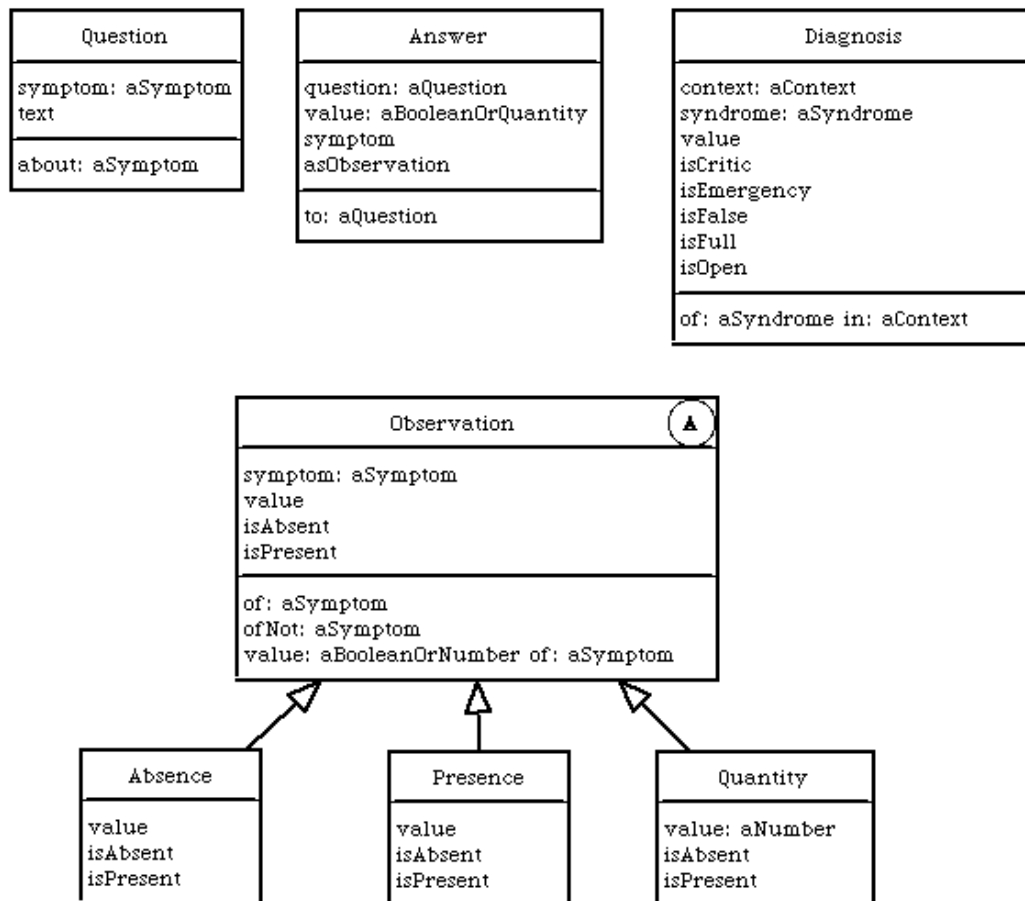 Question
symptom: aSymptom
text
about: aSymptom
Answer
question: aQuestion
value: aBooleanOrQuantity
symptom
asObservation
to: aQuestion
Diagnosis
context: aContext
syndrome: aSyndrome
value
isCritic
isEmergency
isFalse
isFull
isOpen
of: aSyndrome in: aContext
Observation
A
symptom: aSymptom
value
isAbsent
isPresent
of: aSymptom
ofNot: aSymptom
value: aBooleanOrNumber of: aSymptom
Absence
value
isAbsent
isPresent
Presence
value
isAbsent
isPresent
Quantity
value: aNumber
isAbsent
isPresent